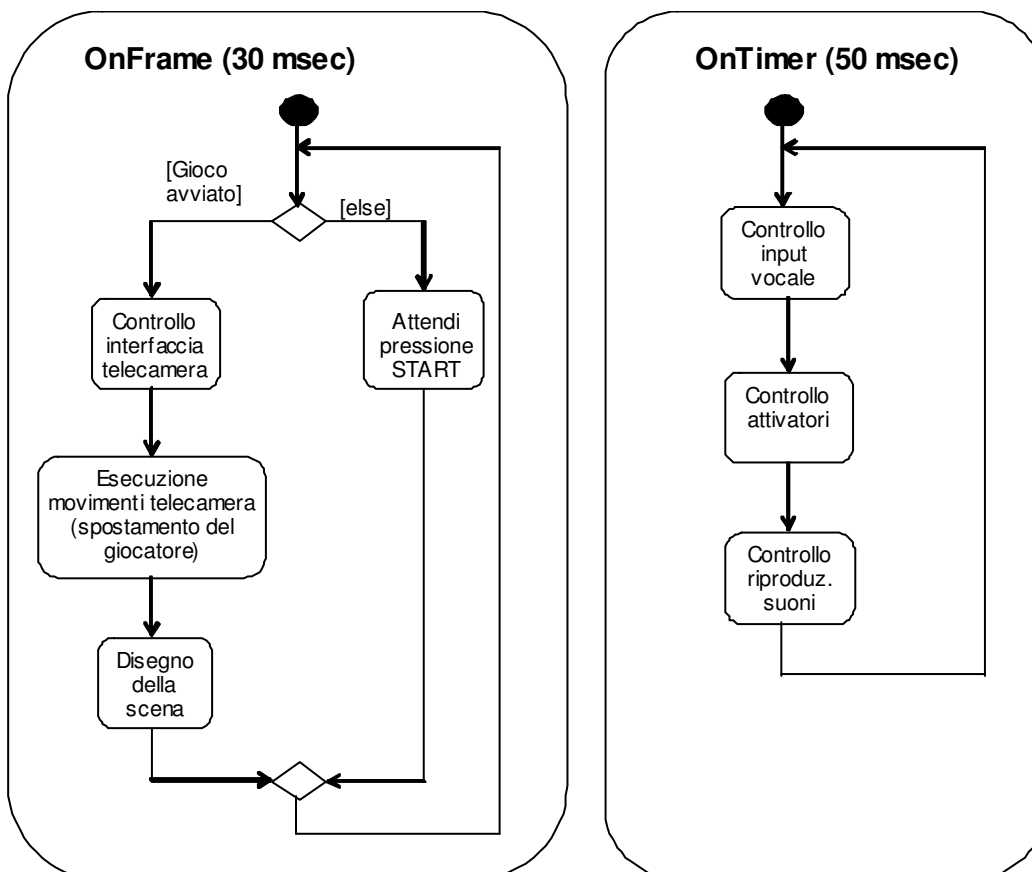 OnFrame (30 msec)
[Gioco
avviato]
[else]
Controllo
interfaccia
telecamera
Attendi
pressione
START
Esecuzione
movimenti telecamera
(spostamento del
giocatore)
Disegno
della
scena
OnTimer (50 msec)
Controllo
input
vocale
Controllo
attivatori
Controllo
riproduz.
suoni